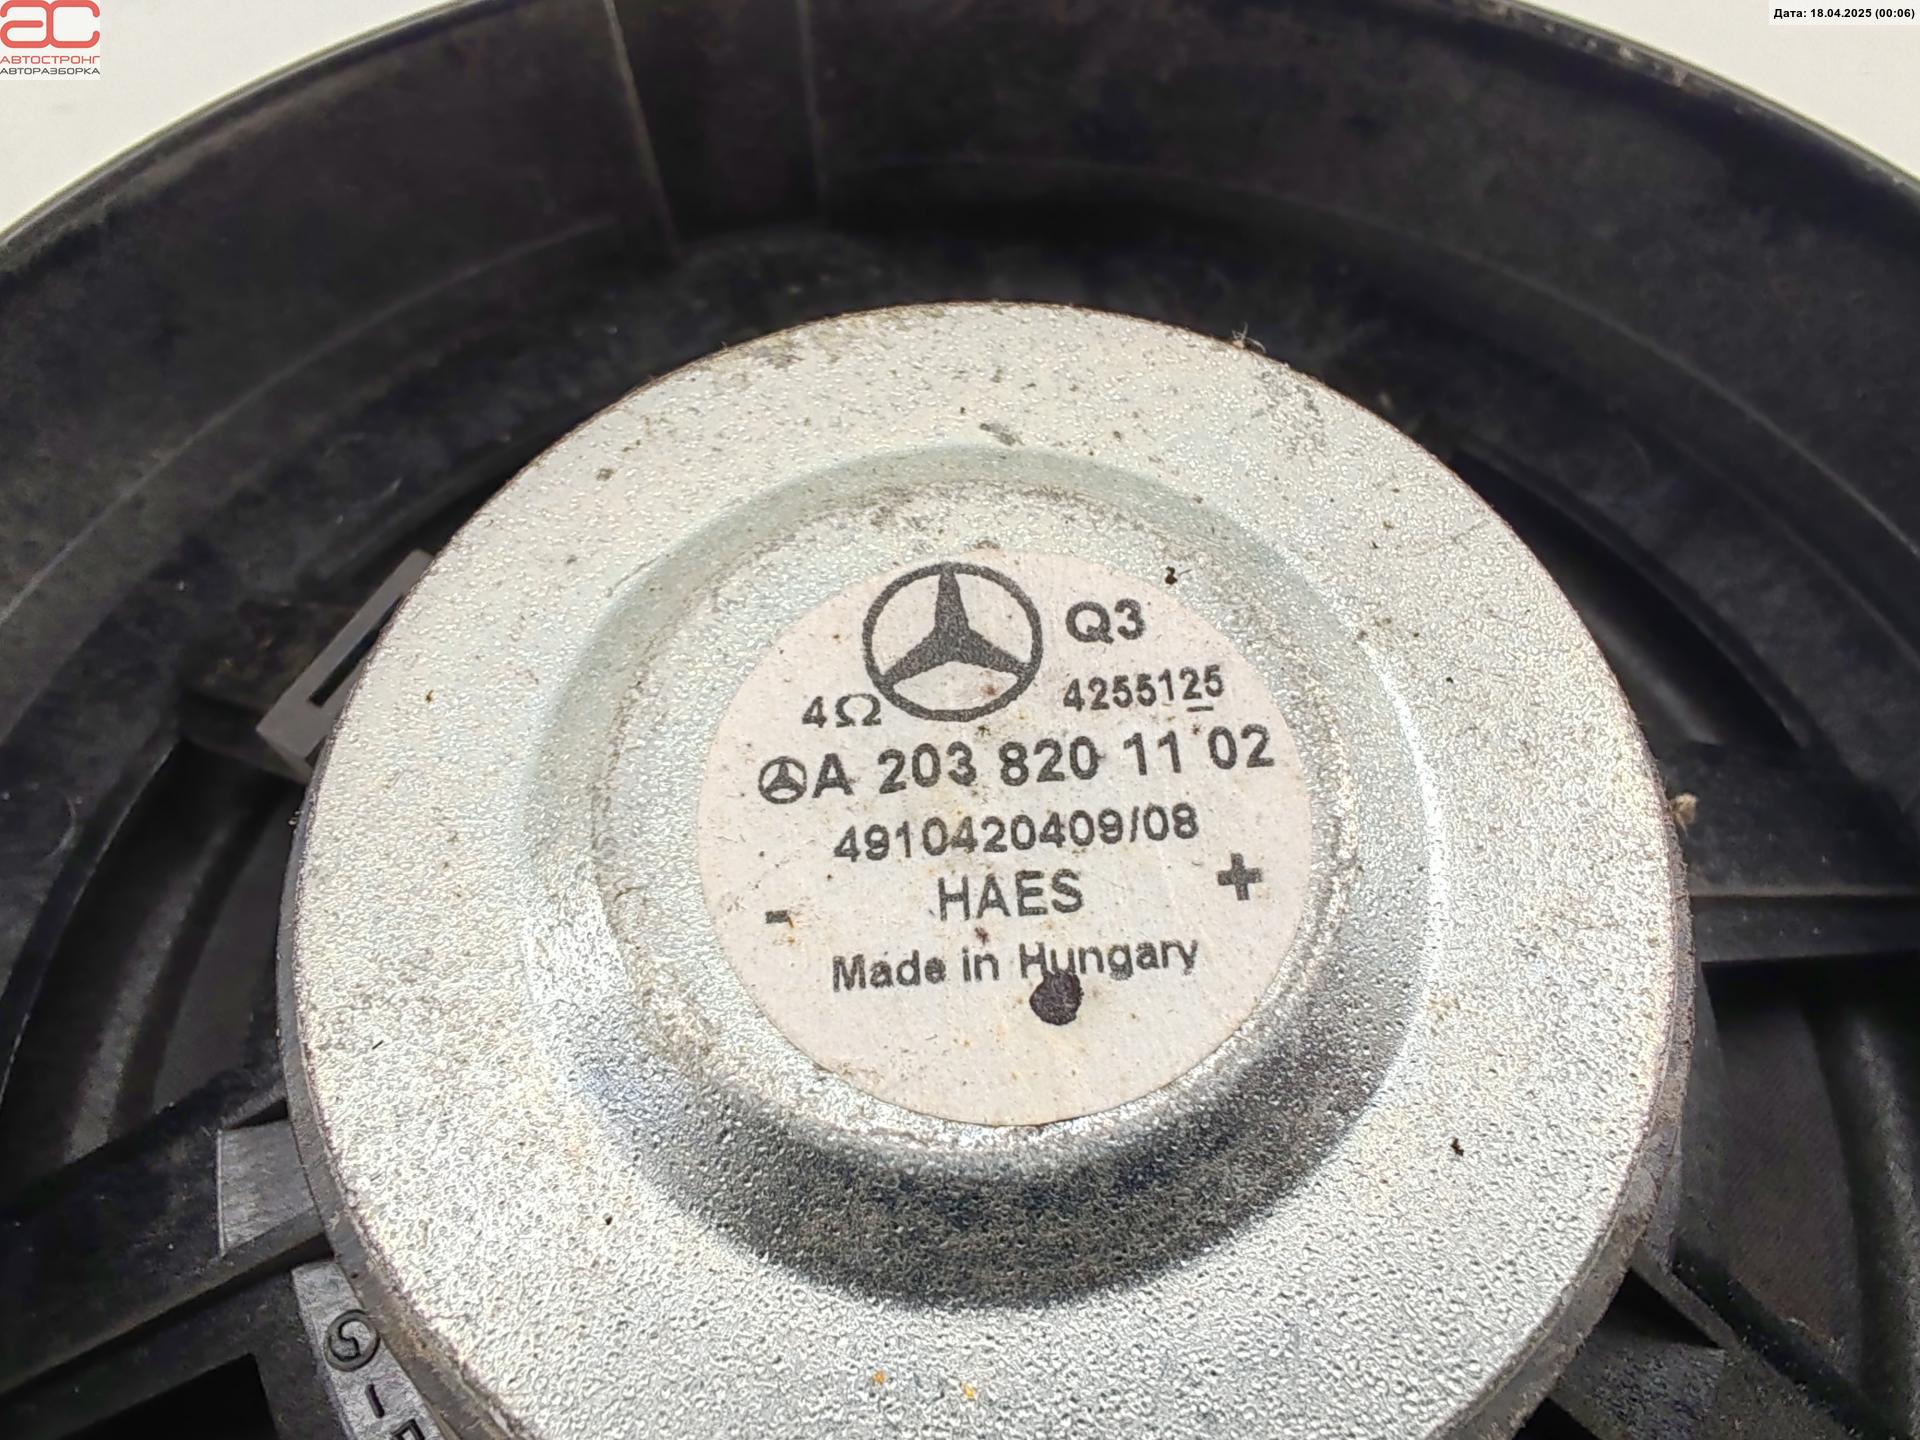 АВТОСТРОНГ
АВТОРАЗБОРКА
Дата: 18.04.2025 (00:06)
Q3
4Ω
4255125
A 203 820 11 02
4910420409/08
HAES
- +
Made in Hungary